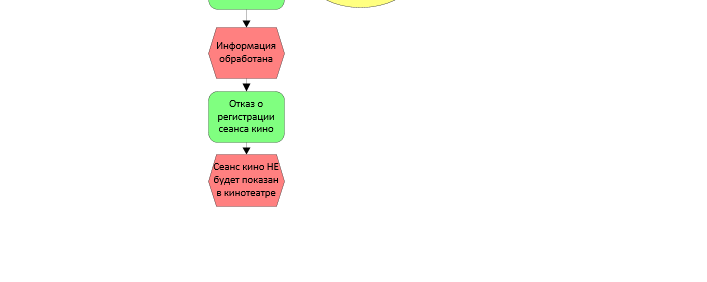 Информация
обработана
Отказ о
регистрации
сеанса кино
Сеанс кино НЕ
будет показан
в кинотеатре